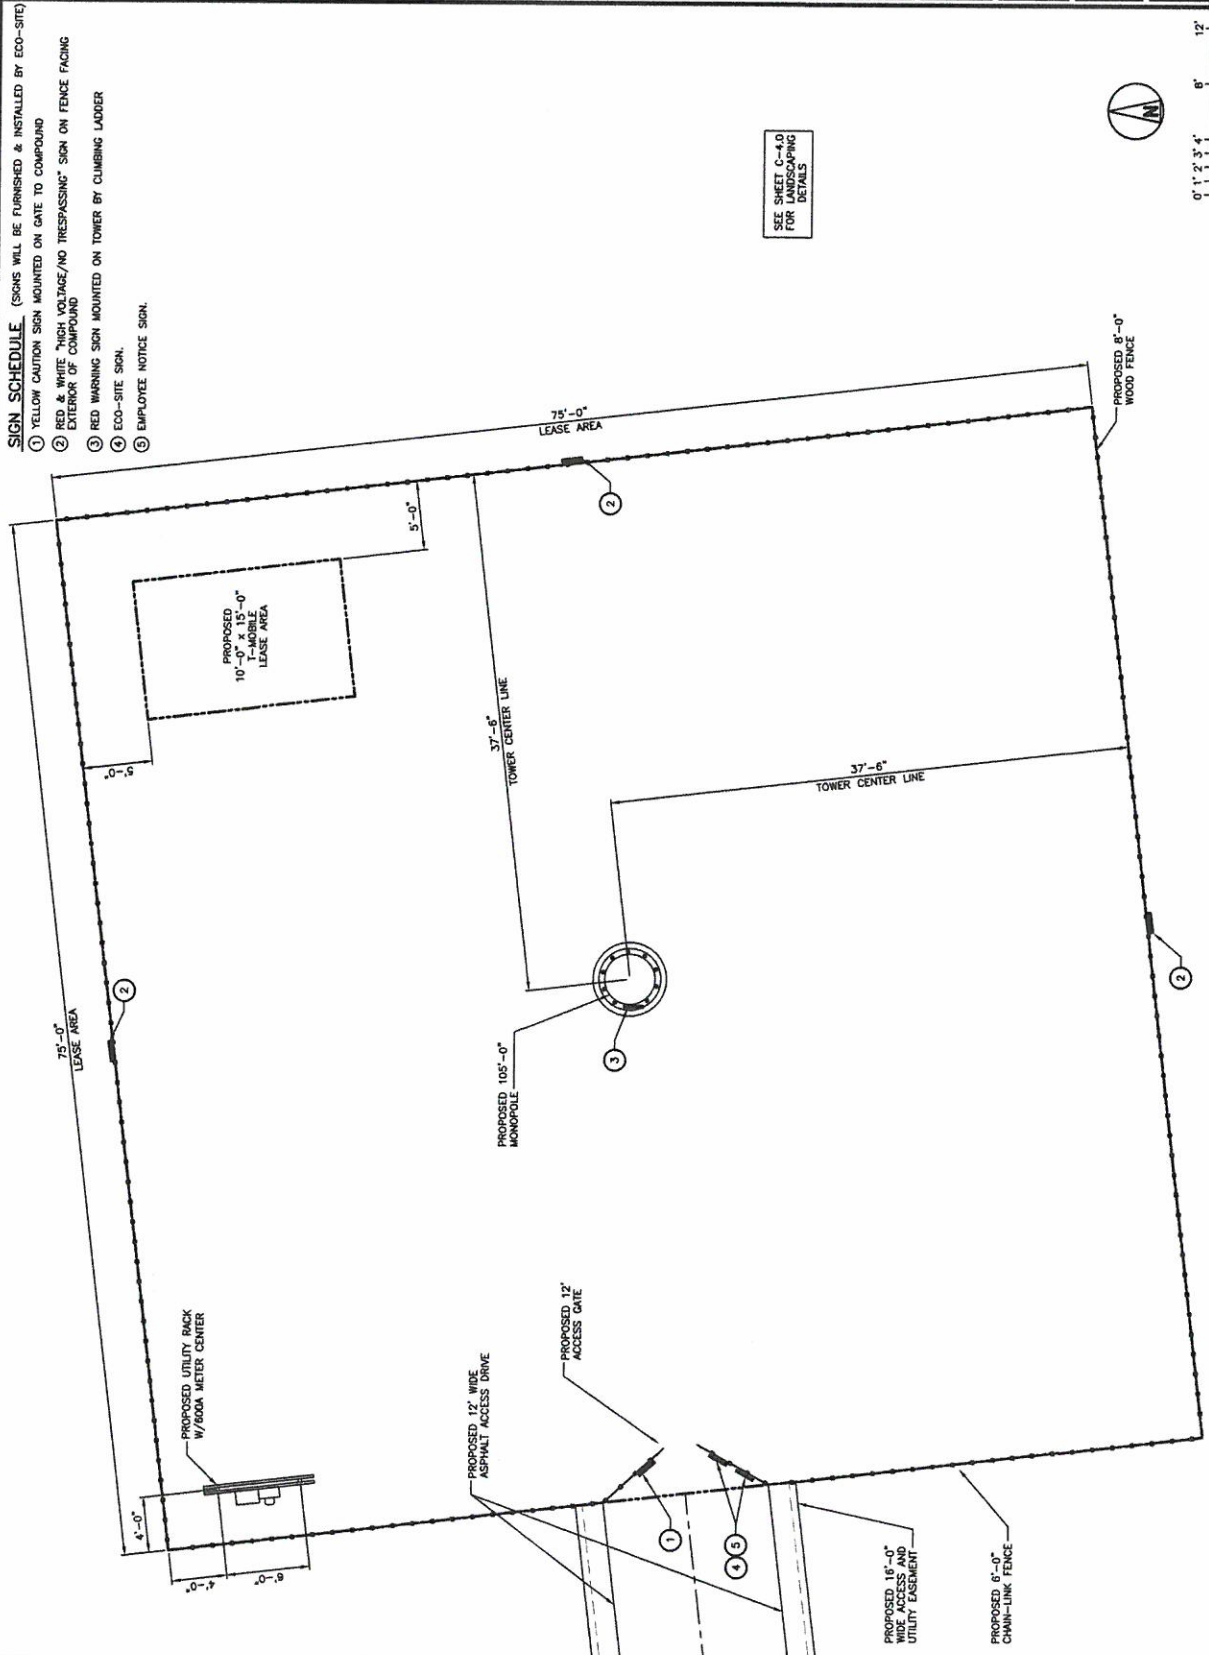 SIGN SCHEDULE (SIGNS WILL BE FURNISHED & INSTALLED BY ECO-SITE)
1 YELLOW CAUTION SIGN MOUNTED ON GATE TO COMPOUND
2 RED & WHITE "HIGH VOLTAGE/NO TRESPASSING" SIGN ON FENCE FACING
EXTERIOR OF COMPOUND
3 RED WARNING SIGN MOUNTED ON TOWER BY CLIMBING LADDER
4 ECO-SITE SIGN.
5 EMPLOYEE NOTICE SIGN.
75'-0"
LEASE AREA
75'-0"
LEASE AREA
4'-0"
4'-0"
6'-0"
PROPOSED UTILITY RACK
W/600A METER CENTER
2
5'-0"
PROPOSED
10'-0" x 15'-0"
T-MOBILE
LEASE AREA
5'-0"
2
37'-6"
TOWER CENTER LINE
PROPOSED 105'-0"
MONOPOLE
3
37'-6"
TOWER CENTER LINE
PROPOSED 12' WIDE
ASPHALT ACCESS DRIVE
PROPOSED 12'
ACCESS GATE
1
4 5
PROPOSED 16'-0"
WIDE ACCESS AND
UTILITY EASEMENT
PROPOSED 6'-0"
CHAIN-LINK FENCE
2
PROPOSED 8'-0"
WOOD FENCE
SEE SHEET C-4.0
FOR LANDSCAPING
DETAILS
N
0' 1' 2' 3' 4' 8' 12'